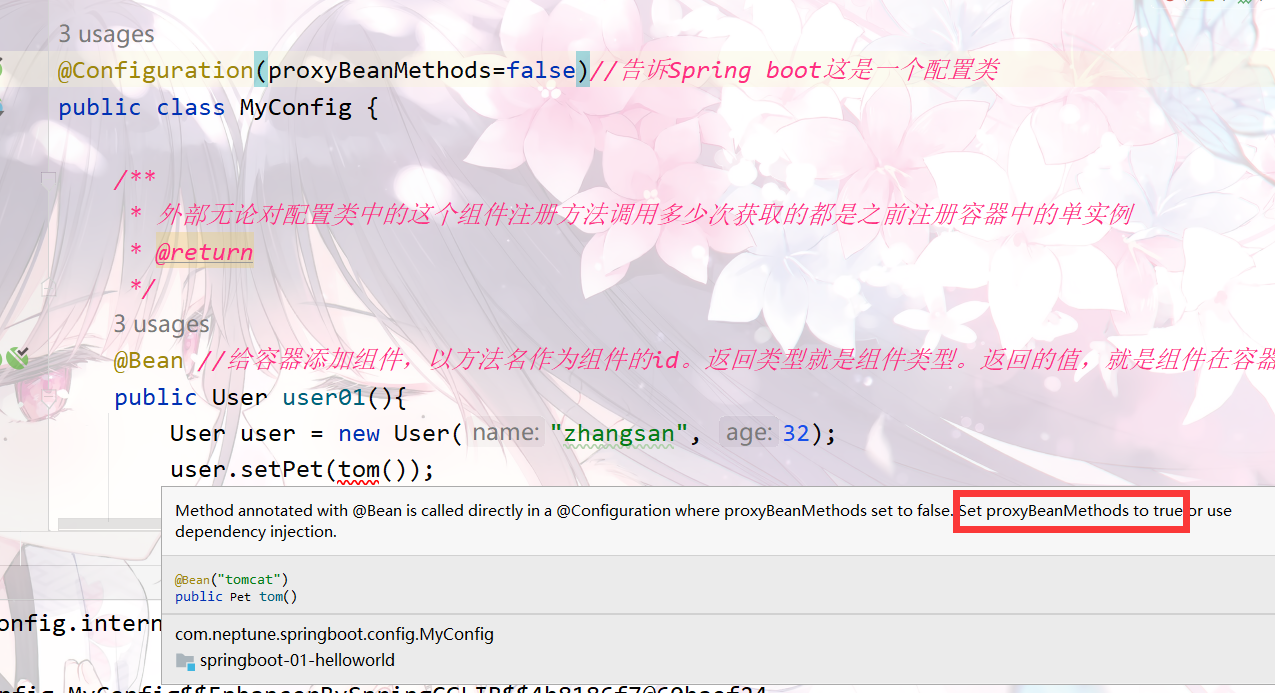 3 usages
@Configuration(proxyBeanMethods=false)//告诉Spring boot这是一个配置类
public class MyConfig {
/**
* 外部无论对配置类中的这个组件注册方法调用多少次获取的都是之前注册容器中的单实例
* @return
*/
3 usages
@Bean //给容器添加组件，以方法名作为组件的id。返回类型就是组件类型。返回的值，就是组件在容器
public User user01(){
User user = new User( name: "zhangsan", age: 32);
user.setPet(tom());
Method annotated with @Bean is called directly in a @Configuration where proxyBeanMethods set to false. Set proxyBeanMethods to true or use
dependency injection.
@Bean("tomcat")
public Pet tom()
onfig.intern
com.neptune.springboot.config.MyConfig
springboot-01-helloworld